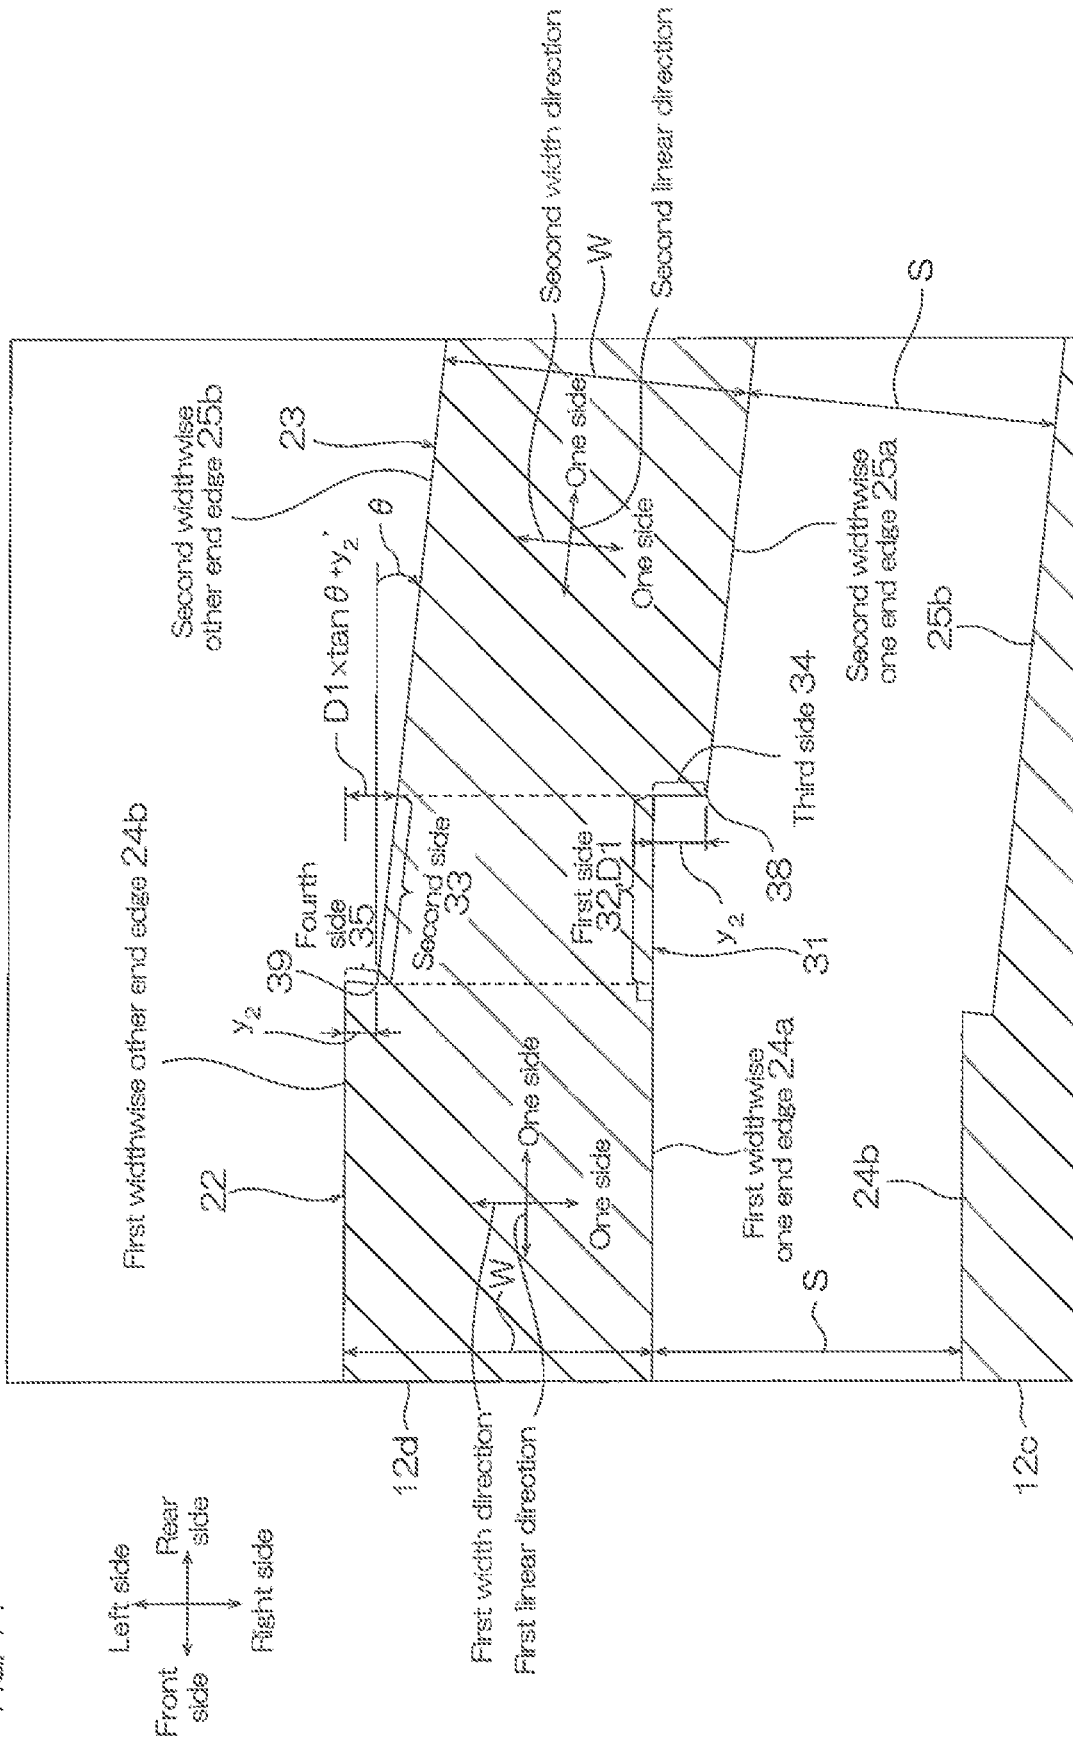 Left side
Front
side
Rear
side
Right side
First widthwise other end edge 24b
Second widthwise
other end edge 25b
22
23
y2
39
Fourth
side
35
D1×tanθ+y2'
θ
Second side
33
First side
32,D1
Second width direction
W
Second linear direction
S
One side
One side
One side
One side
W
First width direction
First linear direction
12d
12c
First widthwise
one end edge 24a
31
y2
38
Third side 34
Second widthwise
one end edge 25a
25b
24b
S